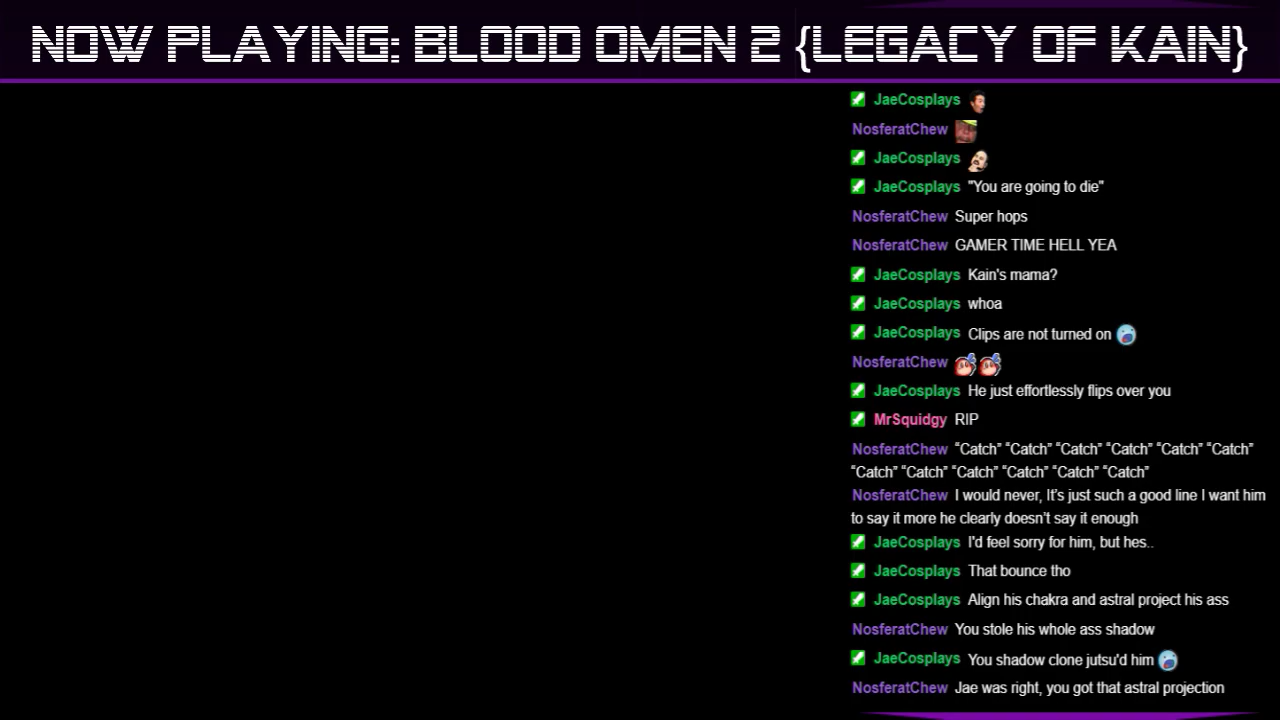 NOW PLAYING: BLOOD OMEN 2 {LEGACY OF KAIN}
JaeCosplays
NosferatChew
JaeCosplays
JaeCosplays "You are going to die"
NosferatChew Super hops
NosferatChew GAMER TIME HELL YEA
JaeCosplays Kain's mama?
JaeCosplays whoa
JaeCosplays Clips are not turned on
NosferatChew
JaeCosplays He just effortlessly flips over you
MrSquidgy RIP
NosferatChew “Catch” “Catch” “Catch” “Catch” “Catch” “Catch”
“Catch” “Catch” “Catch” “Catch” “Catch” “Catch”
NosferatChew I would never, It’s just such a good line I want him
to say it more he clearly doesn’t say it enough
JaeCosplays I'd feel sorry for him, but hes..
JaeCosplays That bounce tho
JaeCosplays Align his chakra and astral project his ass
NosferatChew You stole his whole ass shadow
JaeCosplays You shadow clone jutsu'd him
NosferatChew Jae was right, you got that astral projection